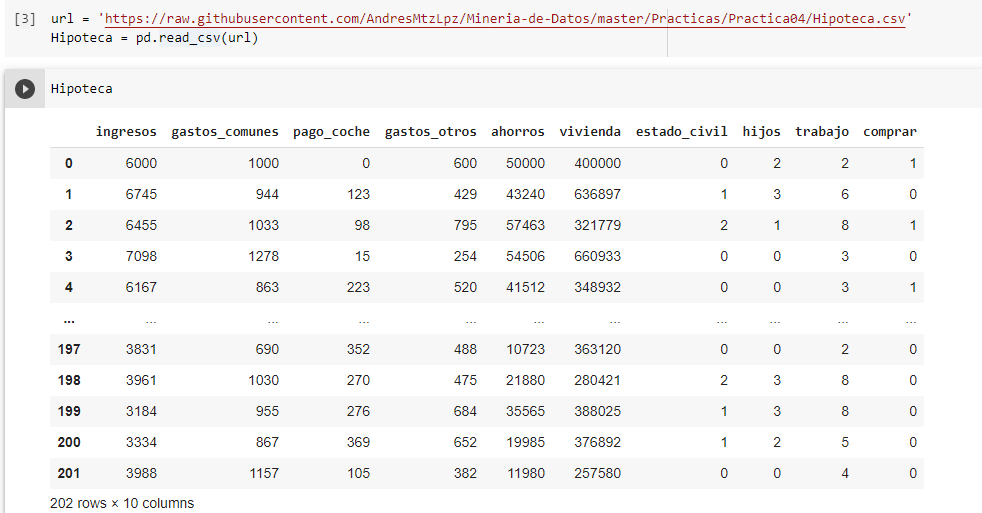 [3] url = 'https://raw.githubusercontent.com/AndresMtzLpz/Mineria-de-Datos/master/Practicas/Practica04/Hipoteca.csv'
Hipoteca = pd.read_csv(url)
Hipoteca
ingresos gastos_comunes pago_coche gastos_otros ahorros vivienda estado_civil hijos trabajo comprar
0 6000 1000 0 600 50000 400000 0 2 2 1
1 6745 944 123 429 43240 636897 1 3 6 0
2 6455 1033 98 795 57463 321779 2 1 8 1
3 7098 1278 15 254 54506 660933 0 0 3 0
4 6167 863 223 520 41512 348932 0 0 3 1
... ... ... ... ... ... ... ... ... ... ...
197 3831 690 352 488 10723 363120 0 0 2 0
198 3961 1030 270 475 21880 280421 2 3 8 0
199 3184 955 276 684 35565 388025 1 3 8 0
200 3334 867 369 652 19985 376892 1 2 5 0
201 3988 1157 105 382 11980 257580 0 0 4 0
202 rows × 10 columns